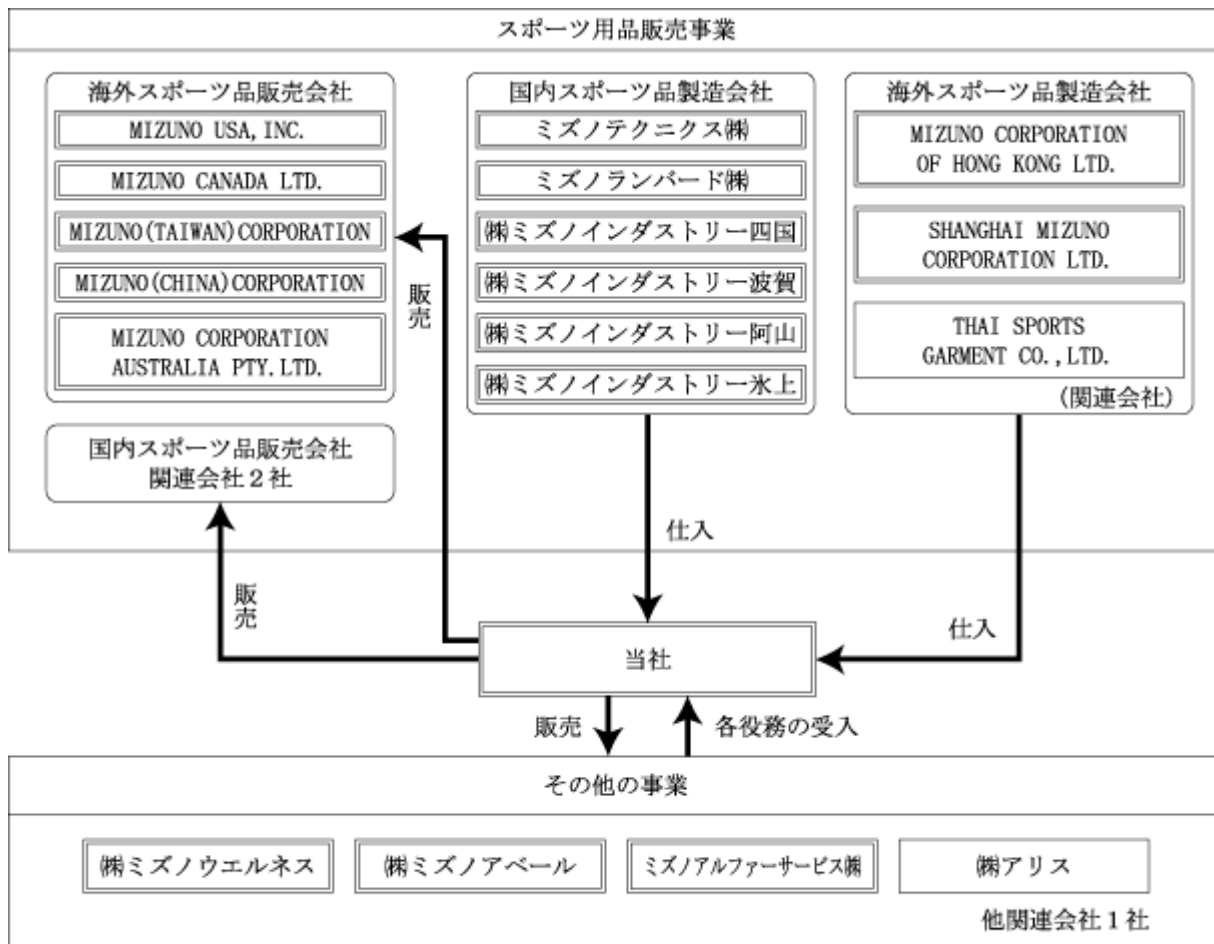 スポーツ用品販売事業
海外スポーツ品販売会社
MIZUNO USA, INC.
MIZUNO CANADA LTD.
MIZUNO(TAIWAN)CORPORATION
MIZUNO(CHINA)CORPORATION
MIZUNO CORPORATION
AUSTRALIA PTY.LTD.
国内スポーツ品販売会社
関連会社2社
国内スポーツ品製造会社
ミズノテクニクス㈱
ミズノランバード㈱
㈱ミズノインダストリー四国
㈱ミズノインダストリー波賀
㈱ミズノインダストリー阿山
㈱ミズノインダストリー氷上
海外スポーツ品製造会社
MIZUNO CORPORATION
OF HONG KONG LTD.
SHANGHAI MIZUNO
CORPORATION LTD.
THAI SPORTS
GARMENT CO.,LTD.
(関連会社)
販売
仕入
販売
仕入
当社
販売
各役務の受入
その他の事業
㈱ミズノウエルネス
㈱ミズノアベール
ミズノアルファーサービス㈱
㈱アリス
他関連会社1社